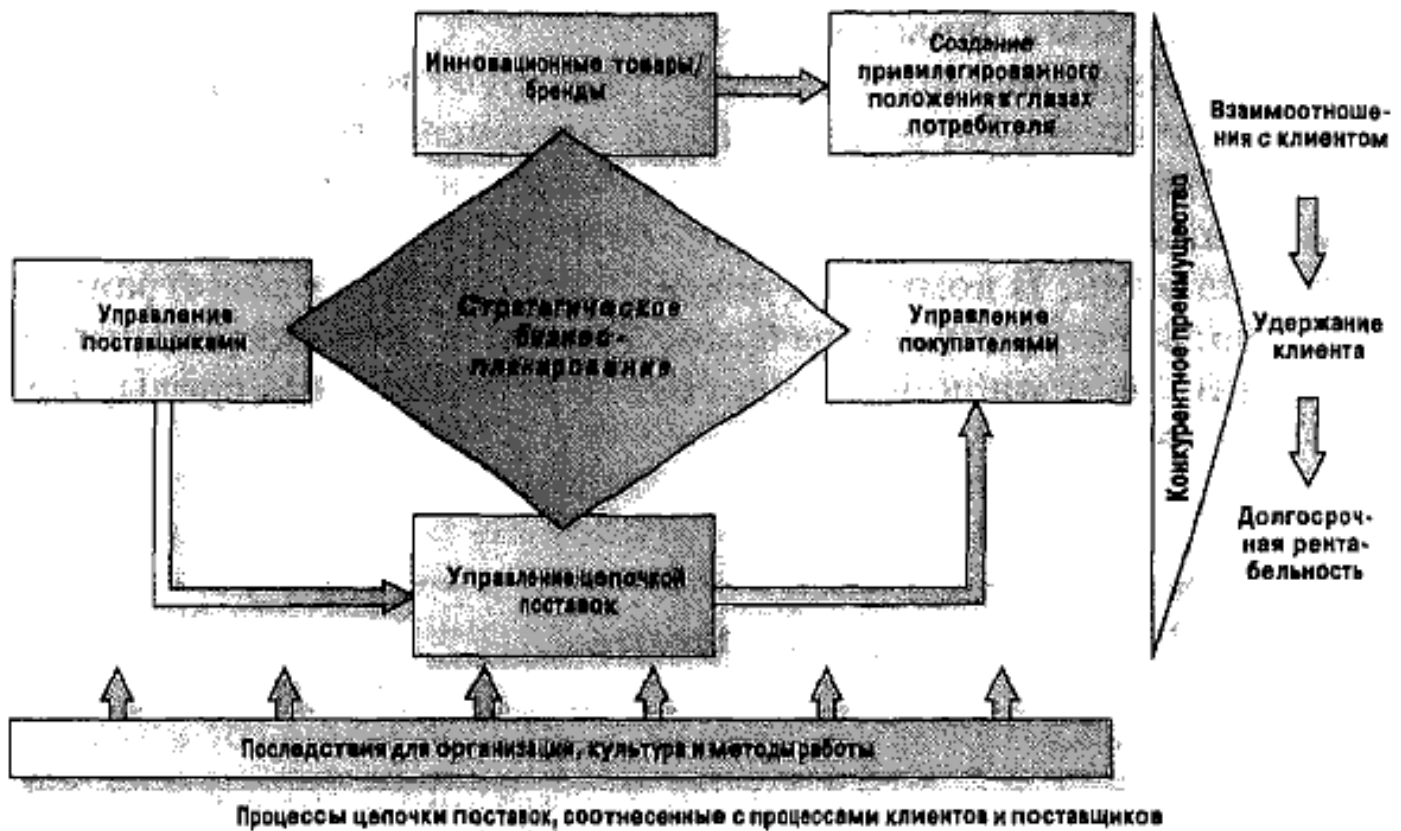 Инновационные товары/
бренды
Создание
привилегированного
положения в глазах
потребителя
Взаимоотноше-
ния с клиентом
Управление
поставщиками
Стратегическое
бизнес-
планирование
Управление
покупателями
Конкурентное преимущество
Удержание
клиента
Долгосроч-
ная рента-
бельность
Управление цепочкой
поставок
Последствия для организации, культура и методы работы
Процессы цепочки поставок, соотнесенные с процессами клиентов и поставщиков